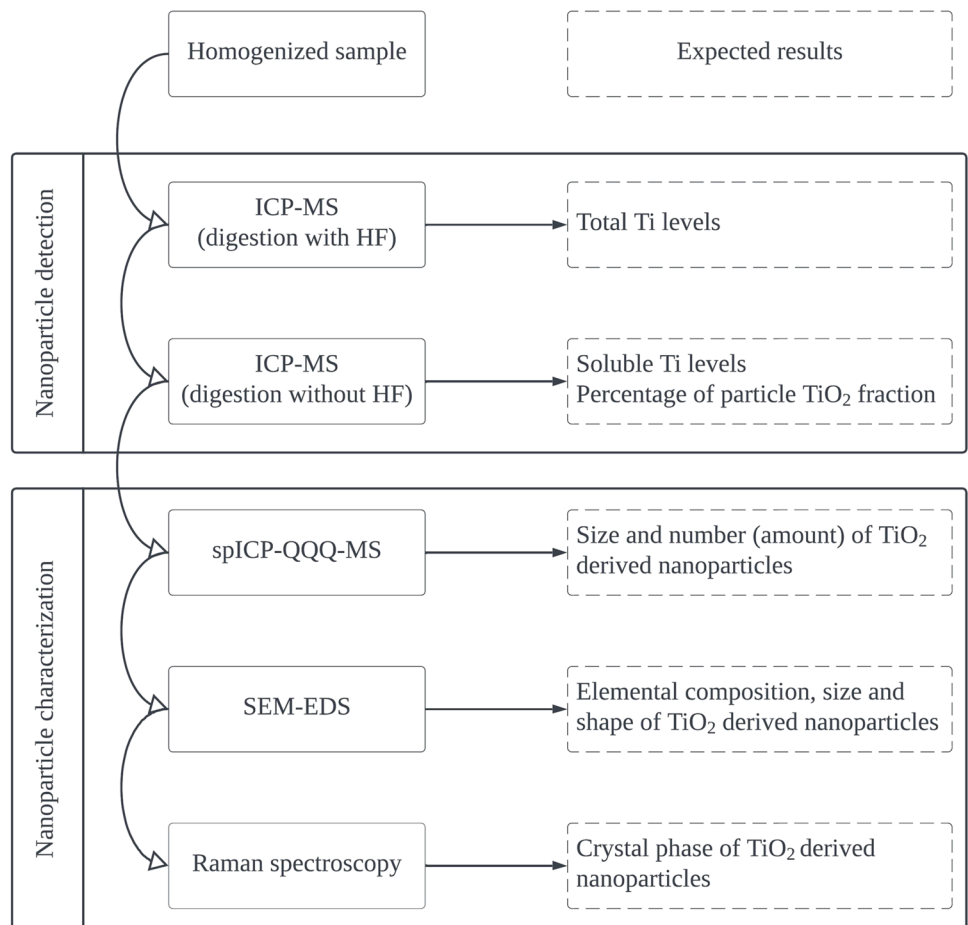 Homogenized sample
Expected results
Nanoparticle detection
ICP-MS
(digestion with HF)
Total Ti levels
ICP-MS
(digestion without HF)
Soluble Ti levels
Percentage of particle TiO₂ fraction
Nanoparticle characterization
spICP-QQQ-MS
Size and number (amount) of TiO₂
derived nanoparticles
SEM-EDS
Elemental composition, size and
shape of TiO₂ derived nanoparticles
Raman spectroscopy
Crystal phase of TiO₂ derived
nanoparticles